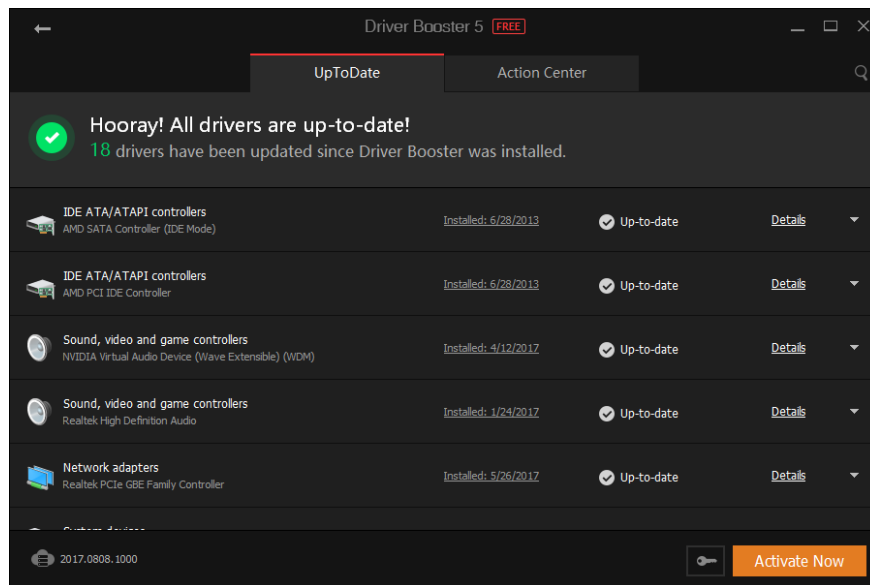 Driver Booster 5 FREE
UpToDate
Action Center
Hooray! All drivers are up-to-date!
18 drivers have been updated since Driver Booster was installed.
IDE ATA/ATAPI controllers
AMD SATA Controller (IDE Mode)
Installed: 6/28/2013
Up-to-date
Details
IDE ATA/ATAPI controllers
AMD PCI IDE Controller
Installed: 6/28/2013
Up-to-date
Details
Sound, video and game controllers
NVIDIA Virtual Audio Device (Wave Extensible) (WDM)
Installed: 4/12/2017
Up-to-date
Details
Sound, video and game controllers
Realtek High Definition Audio
Installed: 1/24/2017
Up-to-date
Details
Network adapters
Realtek PCIe GBE Family Controller
Installed: 5/26/2017
Up-to-date
Details
System devices
2017.0808.1000
Activate Now